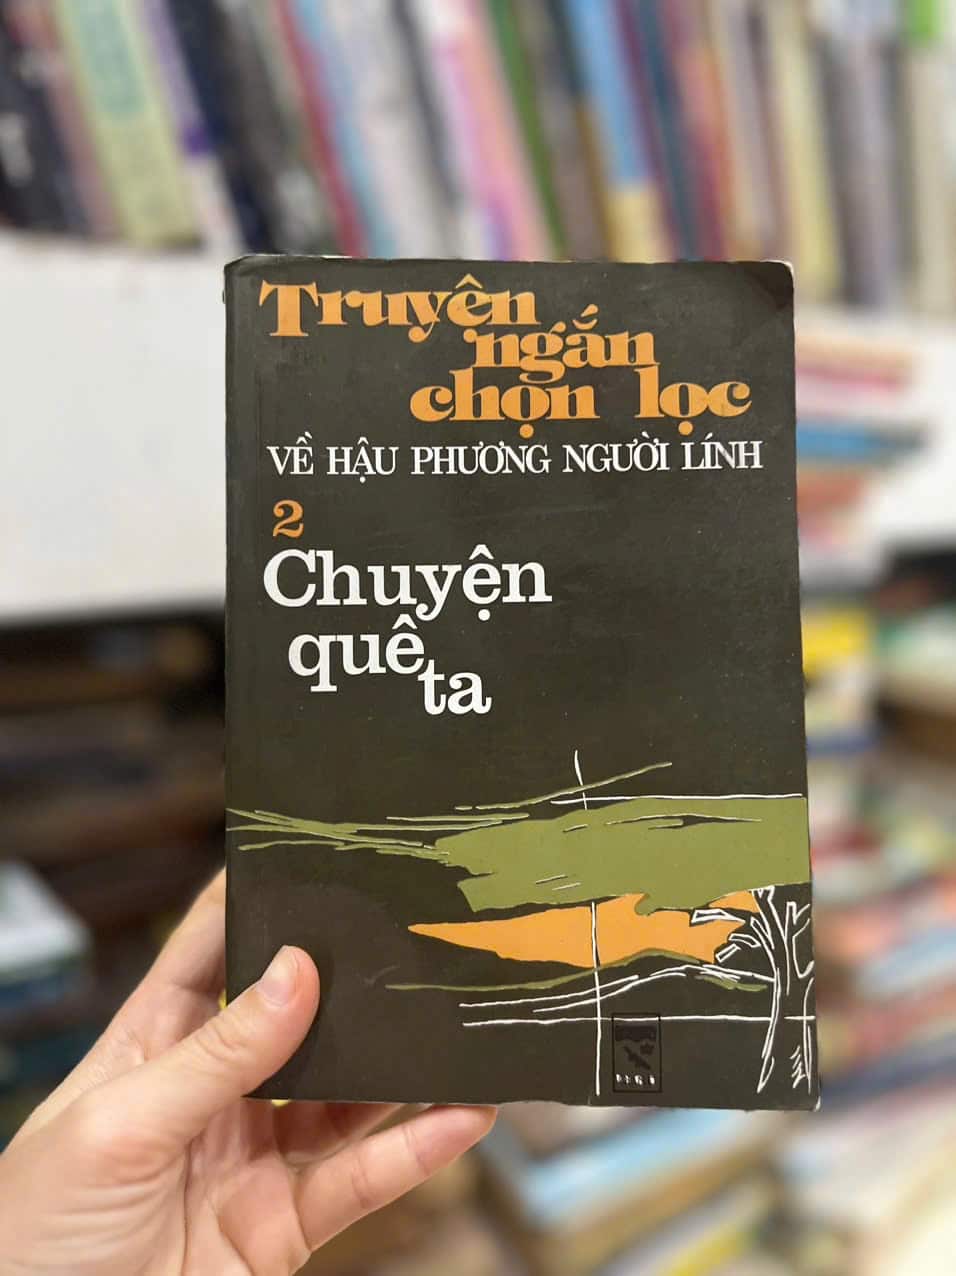 Truyện
ngắn
chọn lọc
VỀ HẬU PHƯƠNG NGƯỜI LÍNH
2
Chuyện
quê
ta